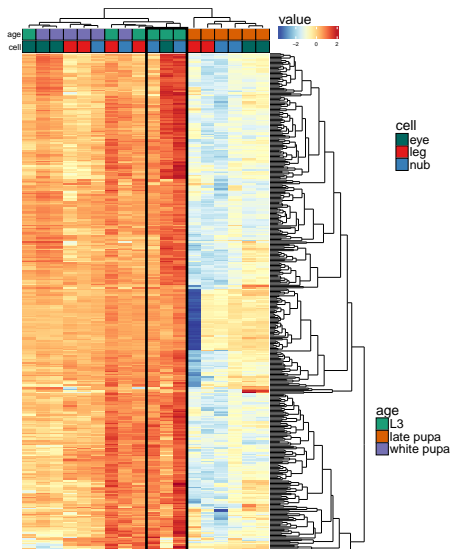 value
-2 0 2
age
cell
cell
eye
leg
nub
age
L3
late pupa
white pupa